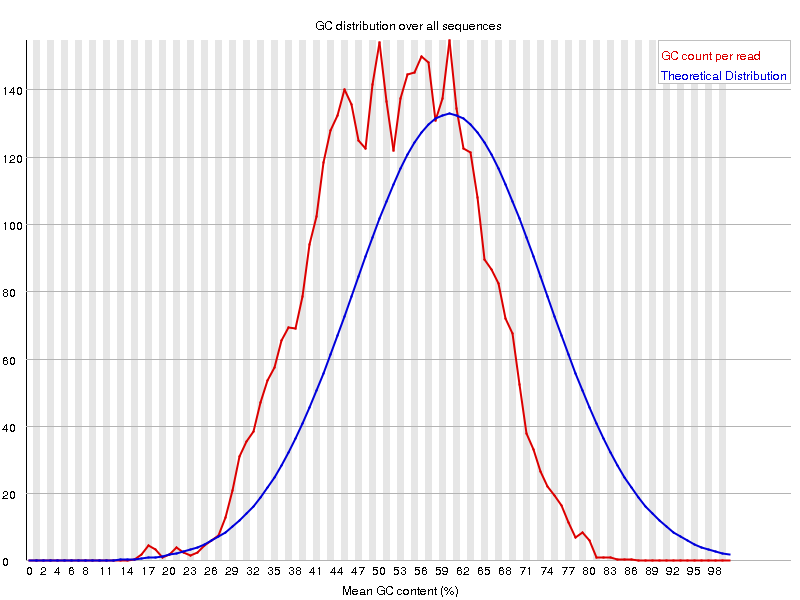 GC distribution over all sequences
GC count per read
Theoretical Distribution
140
120
100
80
60
40
20
0
0 2 4 6 8 11 14 17 20 23 26 29 32 35 38 41 44 47 50 53 56 59 62 65 68 71 74 77 80 83 86 89 92 95 98
Mean GC content (%)